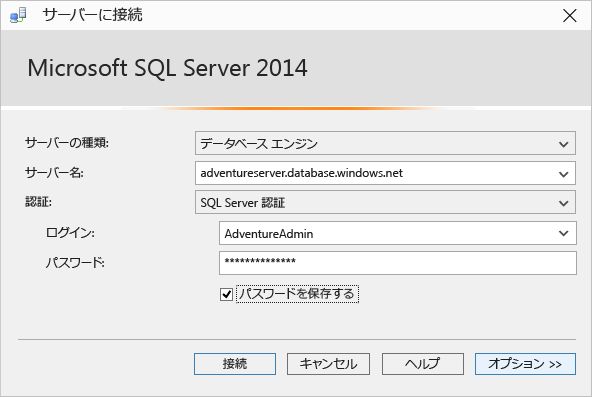 サーバーに接続
Microsoft SQL Server 2014
サーバーの種類: データベース エンジン
サーバー名: adventureserver.database.windows.net
認証: SQL Server 認証
ログイン: AdventureAdmin
パスワード: **************
パスワードを保存する
接続 キャンセル ヘルプ オプション >>